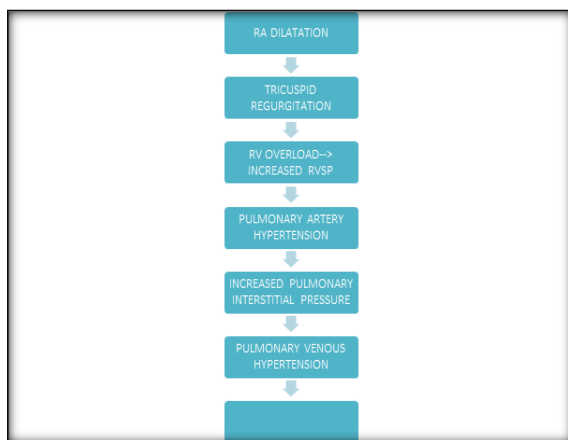 RA DILATATION
TRICUSPID
REGURGITATION
RV OVERLOAD-->
INCREASED RVSP
PULMONARY ARTERY
HYPERTENSION
INCREASED PULMONARY
INTERSTITIAL PRESSURE
PULMONARY VENOUS
HYPERTENSION